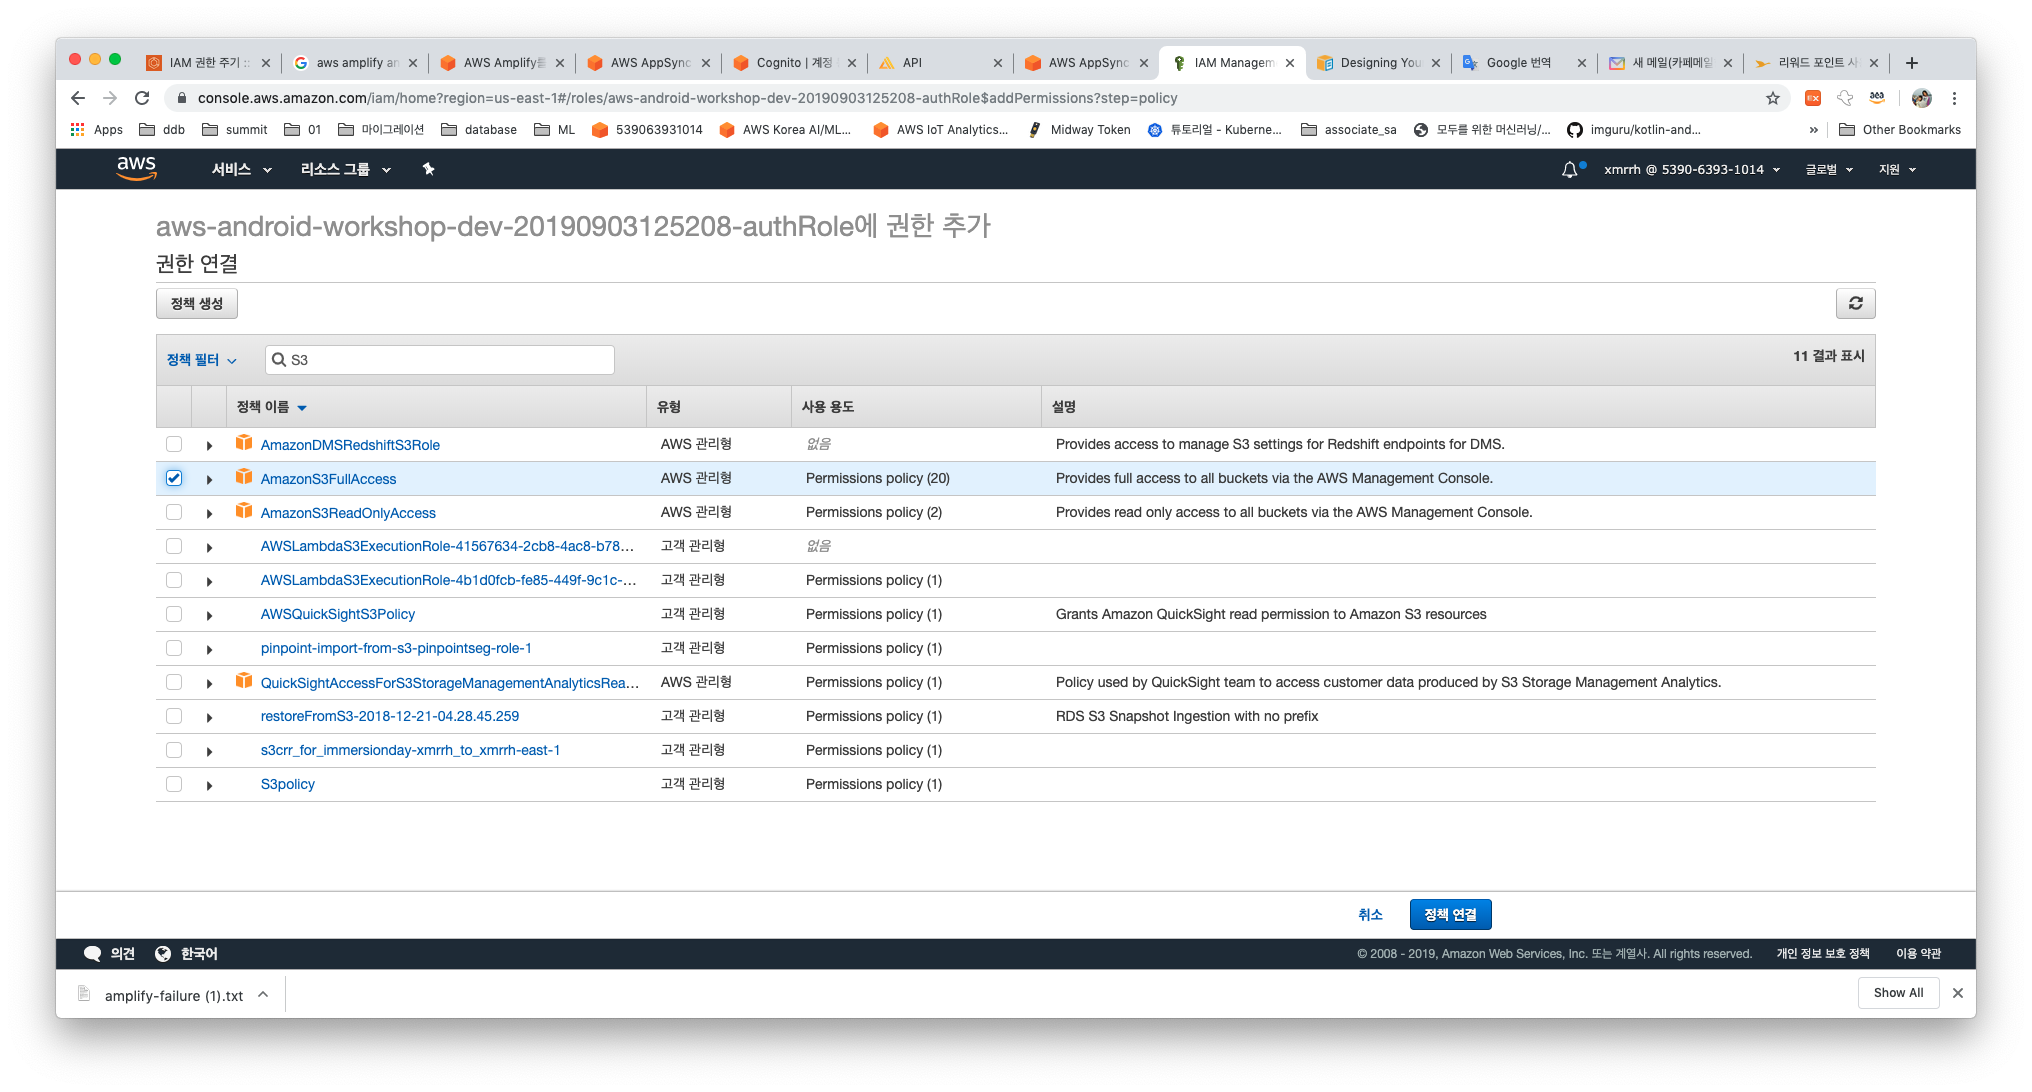 IAM 권한 주기 ::
aws amplify an
AWS Amplify를
AWS AppSync
Cognito | 계정
API
AWS AppSync
IAM Managem
Designing You
Google 번역
새 메일(카페메일
리워드 포인트 시
console.aws.amazon.com/iam/home?region=us-east-1#/roles/aws-android-workshop-dev-20190903125208-authRole$addPermissions?step=policy
Apps
ddb
summit
01
마이그레이션
database
ML
539063931014
AWS Korea AI/ML...
AWS IoT Analytics...
Midway Token
튜토리얼 - Kuberne...
associate_sa
모두를 위한 머신러닝/...
imguru/kotlin-and...
»
Other Bookmarks
aws
서비스
리소스 그룹
xmrrh @ 5390-6393-1014
글로벌
지원
aws-android-workshop-dev-20190903125208-authRole에 권한 추가
권한 연결
정책 생성
정책 필터
S3
11 결과 표시
정책 이름 유형 사용 용도 설명
AmazonDMSRedshiftS3Role AWS 관리형 없음 Provides access to manage S3 settings for Redshift endpoints for DMS.
AmazonS3FullAccess AWS 관리형 Permissions policy (20) Provides full access to all buckets via the AWS Management Console.
AmazonS3ReadOnlyAccess AWS 관리형 Permissions policy (2) Provides read only access to all buckets via the AWS Management Console.
AWSLambdaS3ExecutionRole-41567634-2cb8-4ac8-b78... 고객 관리형 없음
AWSLambdaS3ExecutionRole-4b1d0fcb-fe85-449f-9c1c-... 고객 관리형 Permissions policy (1)
AWSQuickSightS3Policy 고객 관리형 Permissions policy (1) Grants Amazon QuickSight read permission to Amazon S3 resources
pinpoint-import-from-s3-pinpointseg-role-1 고객 관리형 Permissions policy (1)
QuickSightAccessForS3StorageManagementAnalyticsRea... AWS 관리형 Permissions policy (1) Policy used by QuickSight team to access customer data produced by S3 Storage Management Analytics.
restoreFromS3-2018-12-21-04.28.45.259 고객 관리형 Permissions policy (1) RDS S3 Snapshot Ingestion with no prefix
s3crr_for_immersionday-xmrrh_to_xmrrh-east-1 고객 관리형 Permissions policy (1)
S3policy 고객 관리형 Permissions policy (1)
취소
정책 연결
의견
한국어
© 2008 - 2019, Amazon Web Services, Inc. 또는 계열사. All rights reserved.
개인 정보 보호 정책
이용 약관
amplify-failure (1).txt
Show All